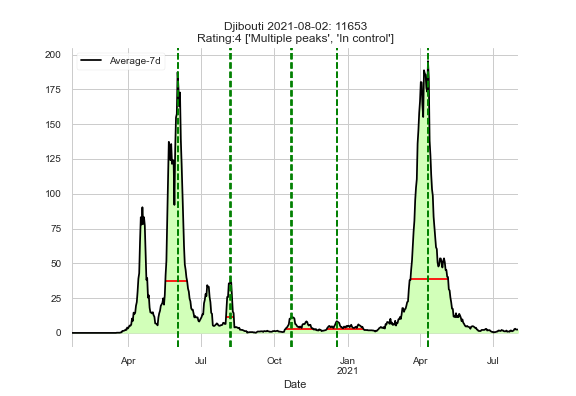 Djibouti 2021-08-02: 11653
Rating:4 ['Multiple peaks', 'In control']
Average-7d
200
175
150
125
100
75
50
25
0
Apr
Jul
Oct
Jan
2021
Apr
Jul
Date